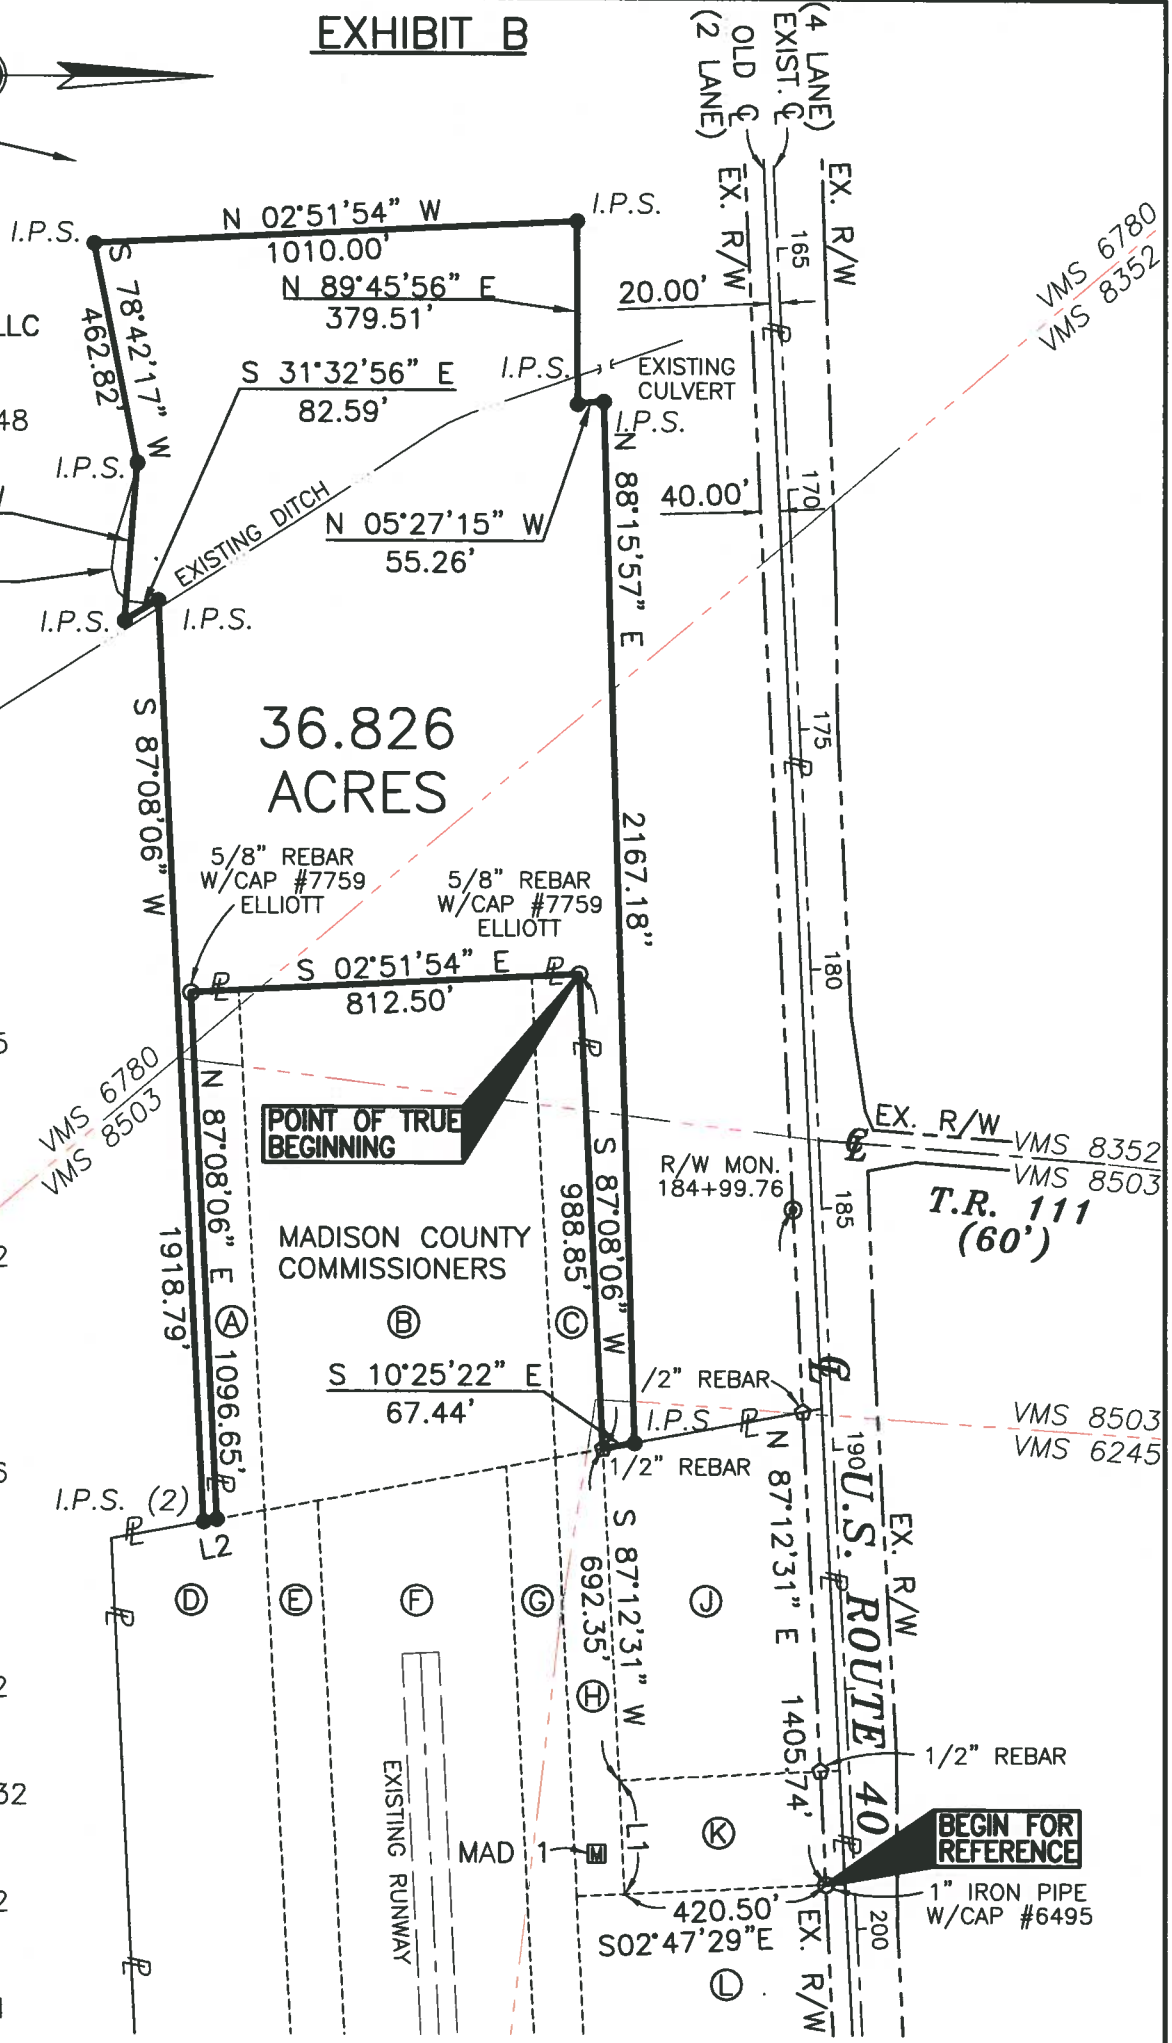 EXHIBIT B
(4 LANE)
EXIST. ℄
OLD ℄
(2 LANE)
EX. R/W
EX. R/W
I.P.S.
N 02°51'54" W
1010.00'
I.P.S.
N 89°45'56" E
379.51'
20.00'
165
VMS 6780
VMS 8352
S 78°42'17" W
462.82'
LLC
S 31°32'56" E
82.59'
I.P.S.
EXISTING
CULVERT
I.P.S.
48
I.P.S.
EXISTING DITCH
N 05°27'15" W
55.26'
40.00'
170
N 88°15'57" E
2167.18"
I.P.S.
I.P.S.
36.826
ACRES
S 87°08'06" W
1918.79'
175
5/8" REBAR
W/CAP #7759
ELLIOTT
5/8" REBAR
W/CAP #7759
ELLIOTT
S 02°51'54" E
812.50'
180
VMS 6780
VMS 8503
N 87°08'06" E
1096.65'
POINT OF TRUE
BEGINNING
S 87°08'06" W
988.85'
EX. R/W
VMS 8352
VMS 8503
R/W MON.
184+99.76
185
T.R. 111
(60')
MADISON COUNTY
COMMISSIONERS
A
B
C
S 10°25'22" E
67.44'
/2" REBAR
I.P.S.
1/2" REBAR
VMS 8503
VMS 6245
190
I.P.S. (2)
L2
N 87°12'31" E 1405.74'
U.S. ROUTE 40
EX. R/W
S 87°12'31" W
692.35'
D
E
F
G
H
J
EXISTING RUNWAY
1/2" REBAR
MAD 1
M
L1
K
BEGIN FOR
REFERENCE
1" IRON PIPE
W/CAP #6495
420.50'
S02°47'29"E
EX. R/W
200
L
32